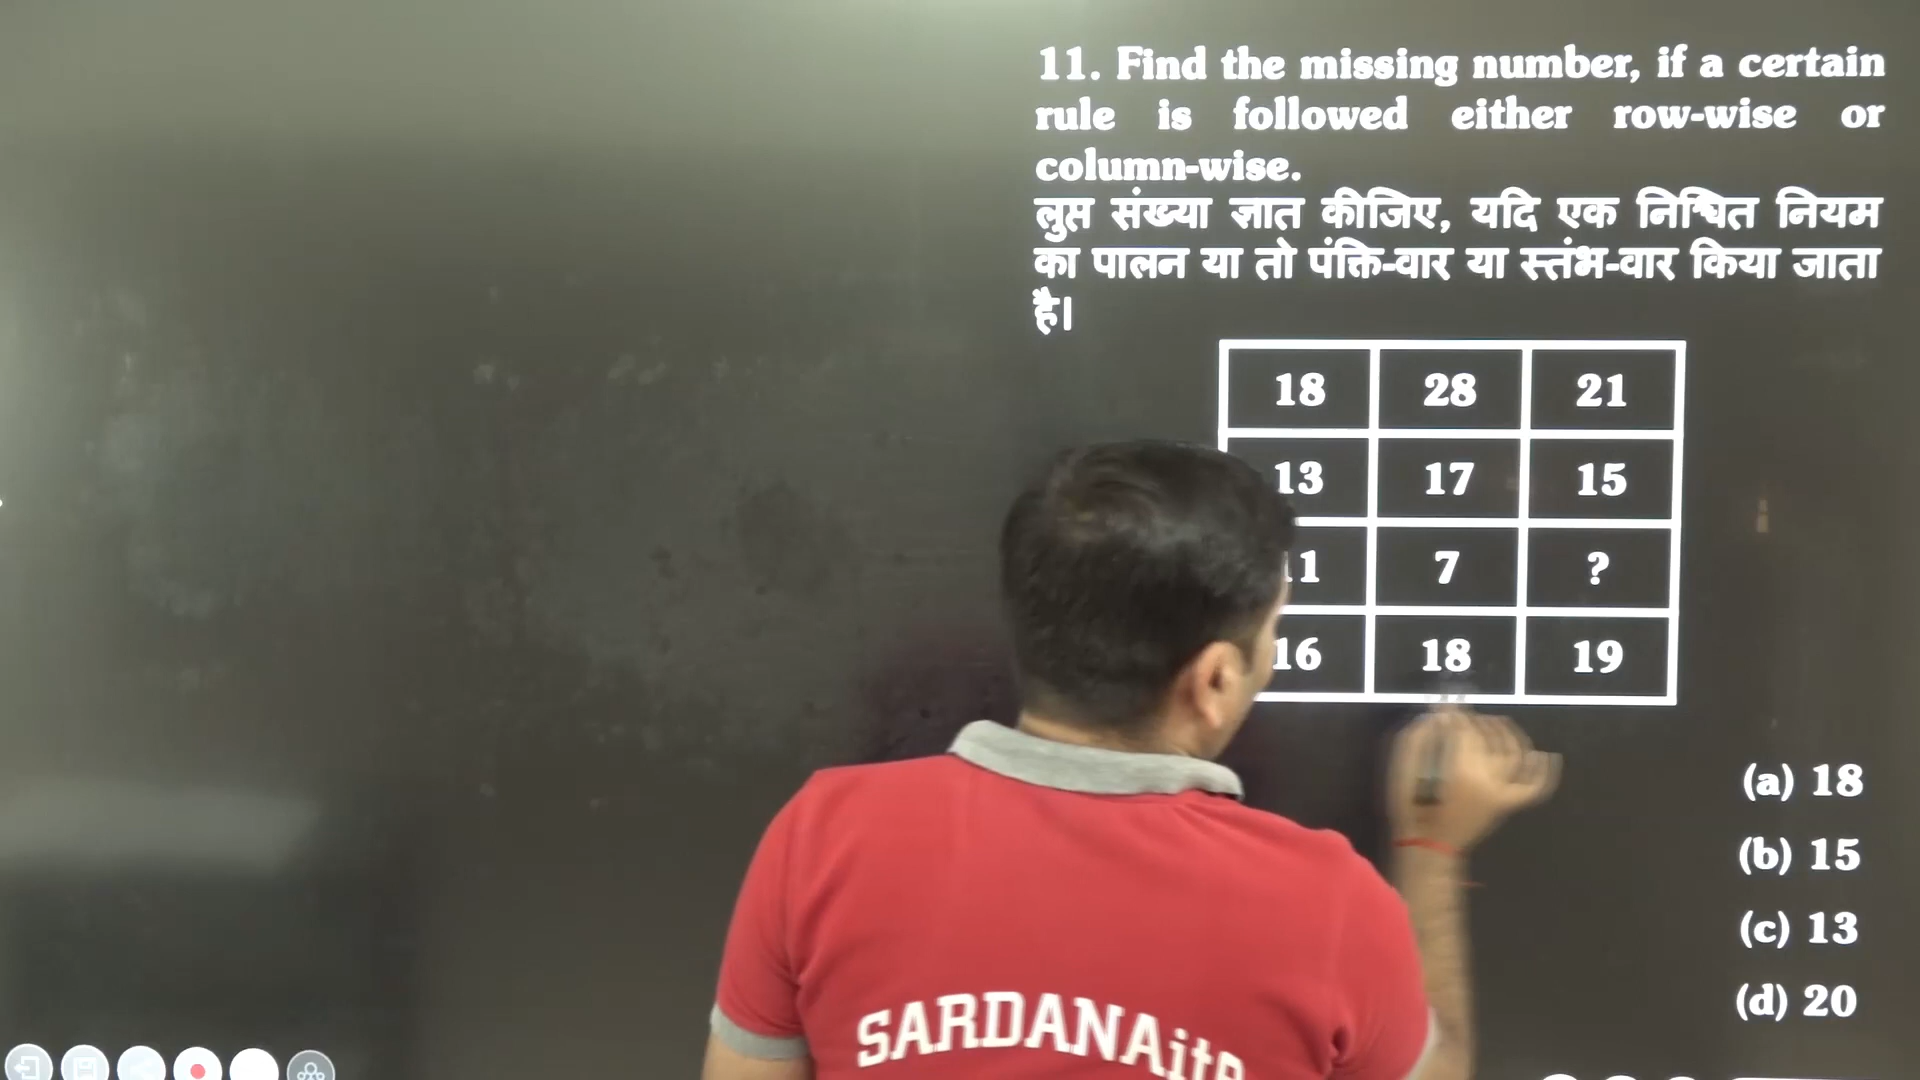 11. Find the missing number, if a certain
rule is followed either row-wise or
column-wise.
लुप्त संख्या ज्ञात कीजिए, यदि एक निश्चित नियम
का पालन या तो पंक्ति-वार या स्तंभ-वार किया जाता
है।
18 28 21
13 17 15
11 7 ?
16 18 19
(a) 18
(b) 15
(c) 13
(d) 20